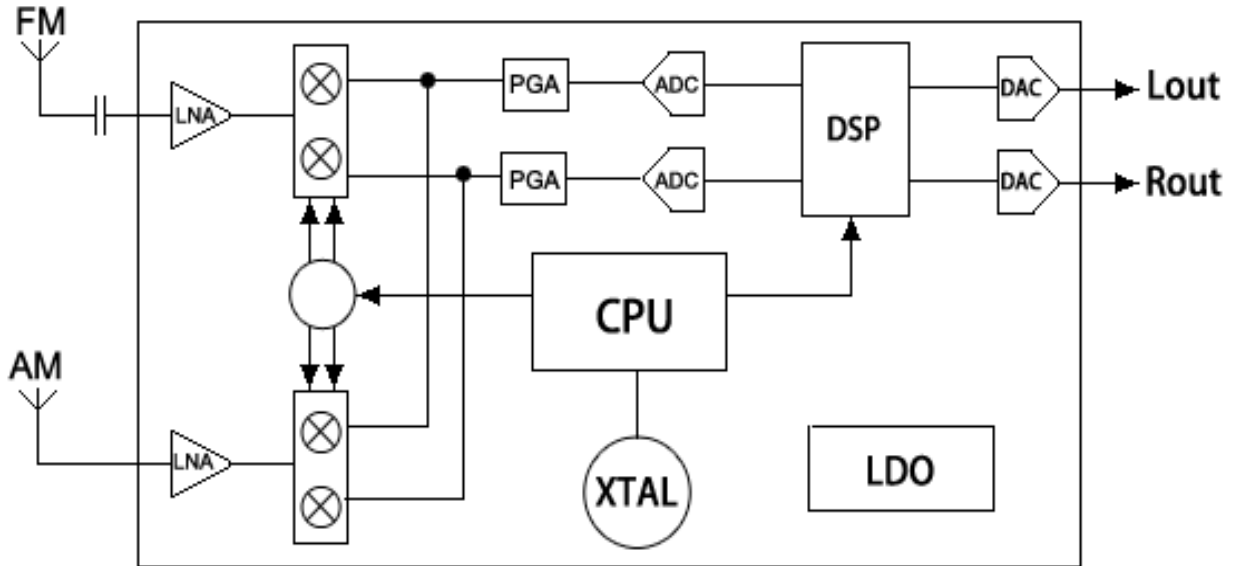 FM
LNA
PGA
ADC
DSP
DAC
Lout
PGA
ADC
DAC
Rout
CPU
AM
LNA
XTAL
LDO